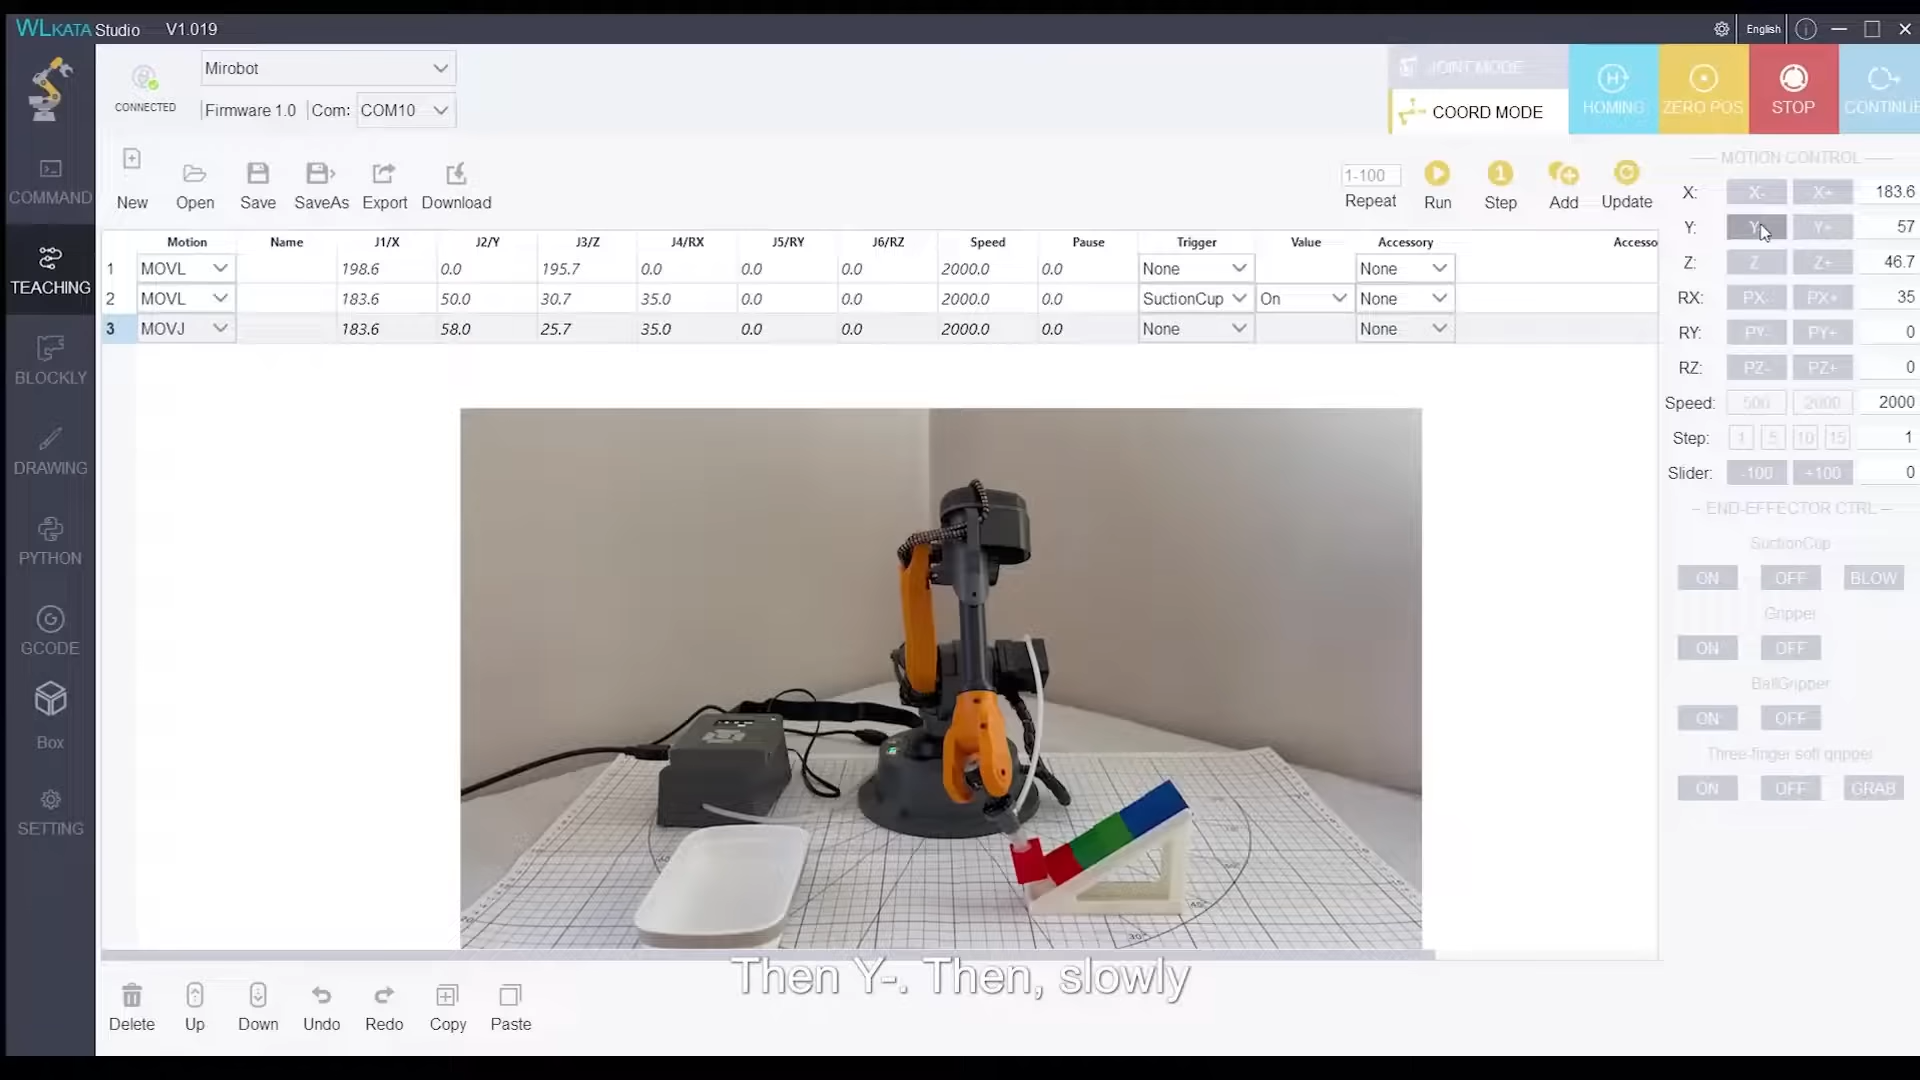 WLKATA Studio V1.019 English
Mirobot
CONNECTED
Firmware 1.0 Com: COM10
JOINT MODE
COORD MODE
HOMING
ZERO POS
STOP
CONTINUE
COMMAND
TEACHING
BLOCKLY
DRAWING
PYTHON
GCODE
Box
SETTING
New Open Save SaveAs Export Download
1-100
Repeat Run Step Add Update
Motion Name J1/X J2/Y J3/Z J4/RX J5/RY J6/RZ Speed Pause Trigger Value Accessory Accesso
1 MOVL 198.6 0.0 195.7 0.0 0.0 0.0 2000.0 0.0 None None
2 MOVL 183.6 50.0 30.7 35.0 0.0 0.0 2000.0 0.0 SuctionCup On None
3 MOVJ 183.6 58.0 25.7 35.0 0.0 0.0 2000.0 0.0 None None
MOTION CONTROL
X: X- X+ 183.6
Y: Y- Y+ 57
Z: Z- Z+ 46.7
RX: PX- PX+ 35
RY: PY- PY+ 0
RZ: PZ- PZ+ 0
Speed: 500 2000 2000
Step: 1 5 10 15 1
Slider: -100 +100 0
END-EFFECTOR CTRL
SuctionCup
ON OFF BLOW
Gripper
ON OFF
BallGripper
ON OFF
Three-finger soft gripper
ON OFF GRAB
Then Y-. Then, slowly
Delete Up Down Undo Redo Copy Paste